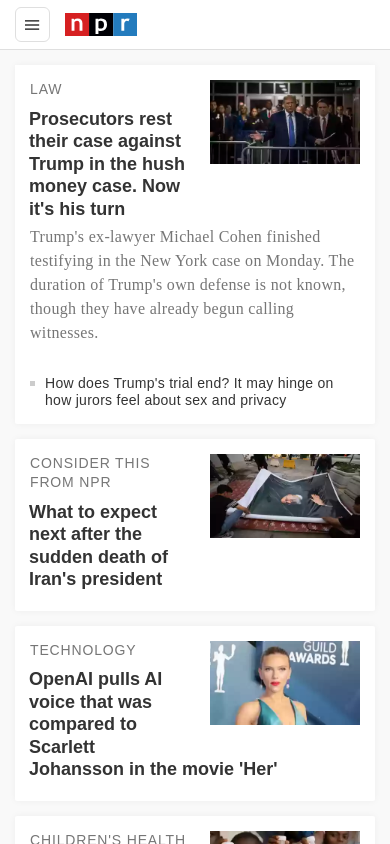 npr
LAW
Prosecutors rest
their case against
Trump in the hush
money case. Now
it's his turn
Trump's ex-lawyer Michael Cohen finished
testifying in the New York case on Monday. The
duration of Trump's own defense is not known,
though they have already begun calling
witnesses.
How does Trump's trial end? It may hinge on
how jurors feel about sex and privacy
CONSIDER THIS
FROM NPR
What to expect
next after the
sudden death of
Iran's president
TECHNOLOGY
OpenAI pulls AI
voice that was
compared to
Scarlett
Johansson in the movie 'Her'
GUILD
AWARDS
CHILDREN'S HEALTH